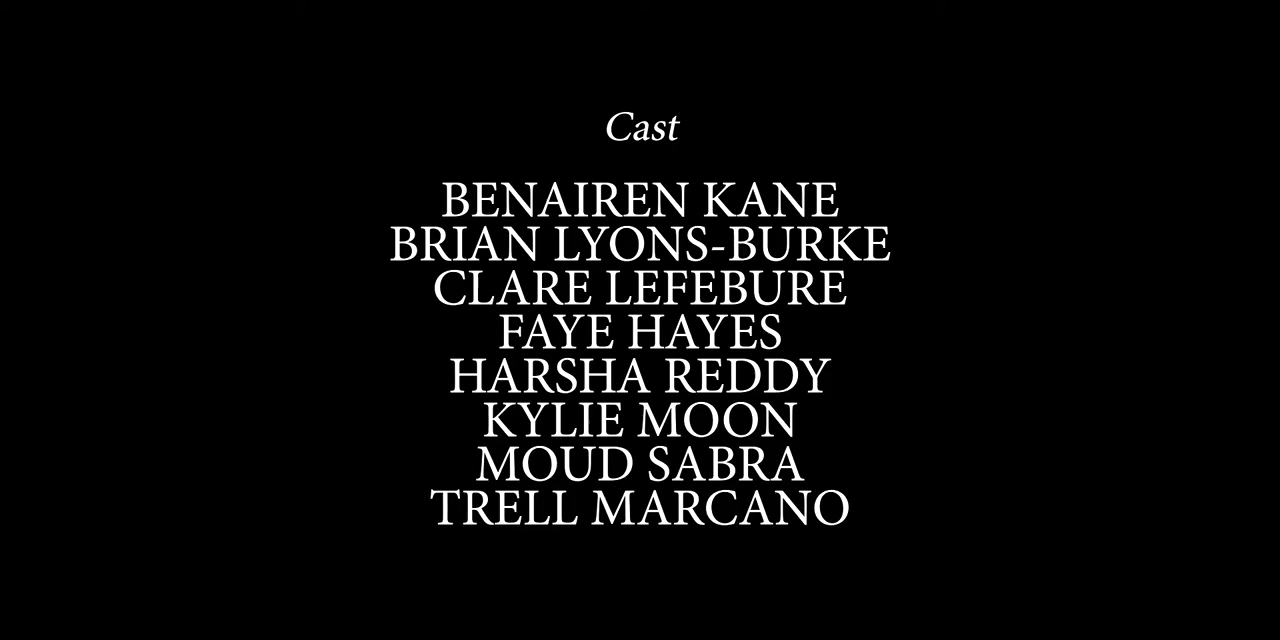 Cast
BENAIREN KANE
BRIAN LYONS-BURKE
CLARE LEFEBURE
FAYE HAYES
HARSHA REDDY
KYLIE MOON
MOUD SABRA
TRELL MARCANO